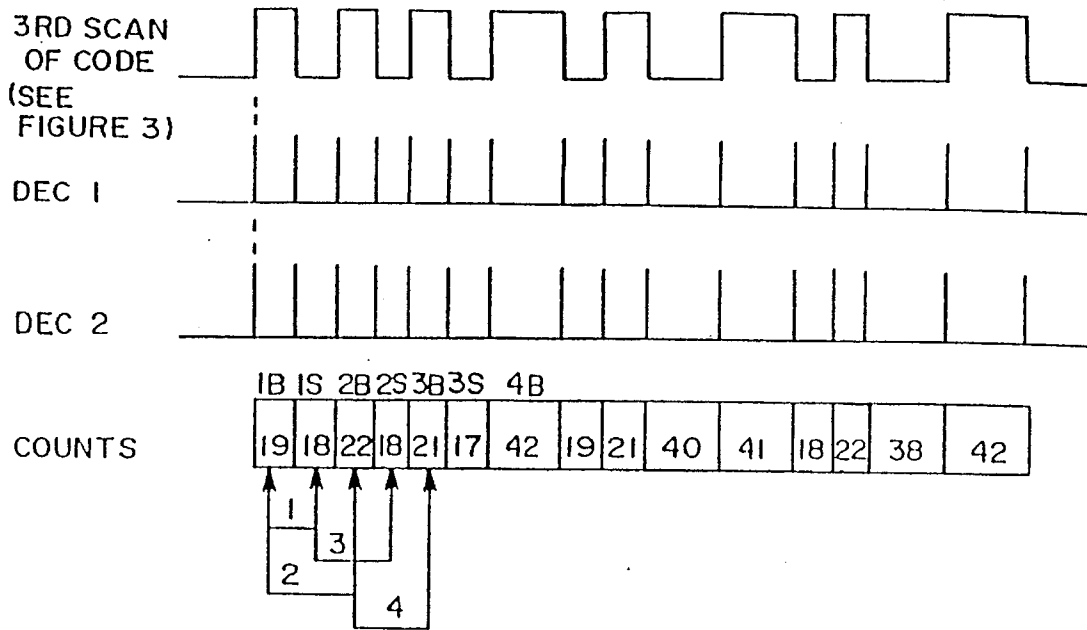 3RD SCAN
OF CODE
(SEE
FIGURE 3)
DEC 1
DEC 2
1B 1S 2B 2S 3B 3S 4B
COUNTS 19 18 22 18 21 17 42 19 21 40 41 18 22 38 42
1
3
2
4